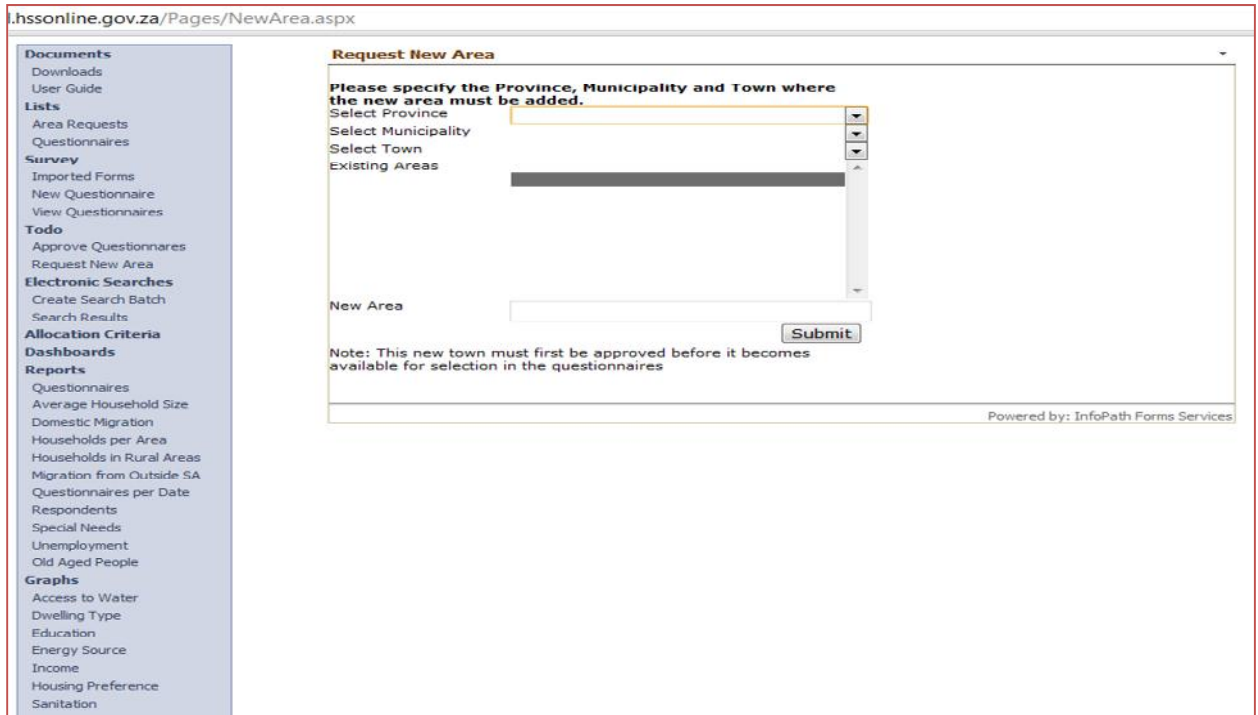 l.hssonline.gov.za/Pages/NewArea.aspx
Documents
Downloads
User Guide
Lists
Area Requests
Questionnaires
Survey
Imported Forms
New Questionnaire
View Questionnaires
Todo
Approve Questionnares
Request New Area
Electronic Searches
Create Search Batch
Search Results
Allocation Criteria
Dashboards
Reports
Questionnaires
Average Household Size
Domestic Migration
Households per Area
Households in Rural Areas
Migration from Outside SA
Questionnaires per Date
Respondents
Special Needs
Unemployment
Old Aged People
Graphs
Access to Water
Dwelling Type
Education
Energy Source
Income
Housing Preference
Sanitation
Request New Area
Please specify the Province, Municipality and Town where
the new area must be added.
Select Province
Select Municipality
Select Town
Existing Areas
New Area
Submit
Note: This new town must first be approved before it becomes
available for selection in the questionnaires
Powered by: InfoPath Forms Services